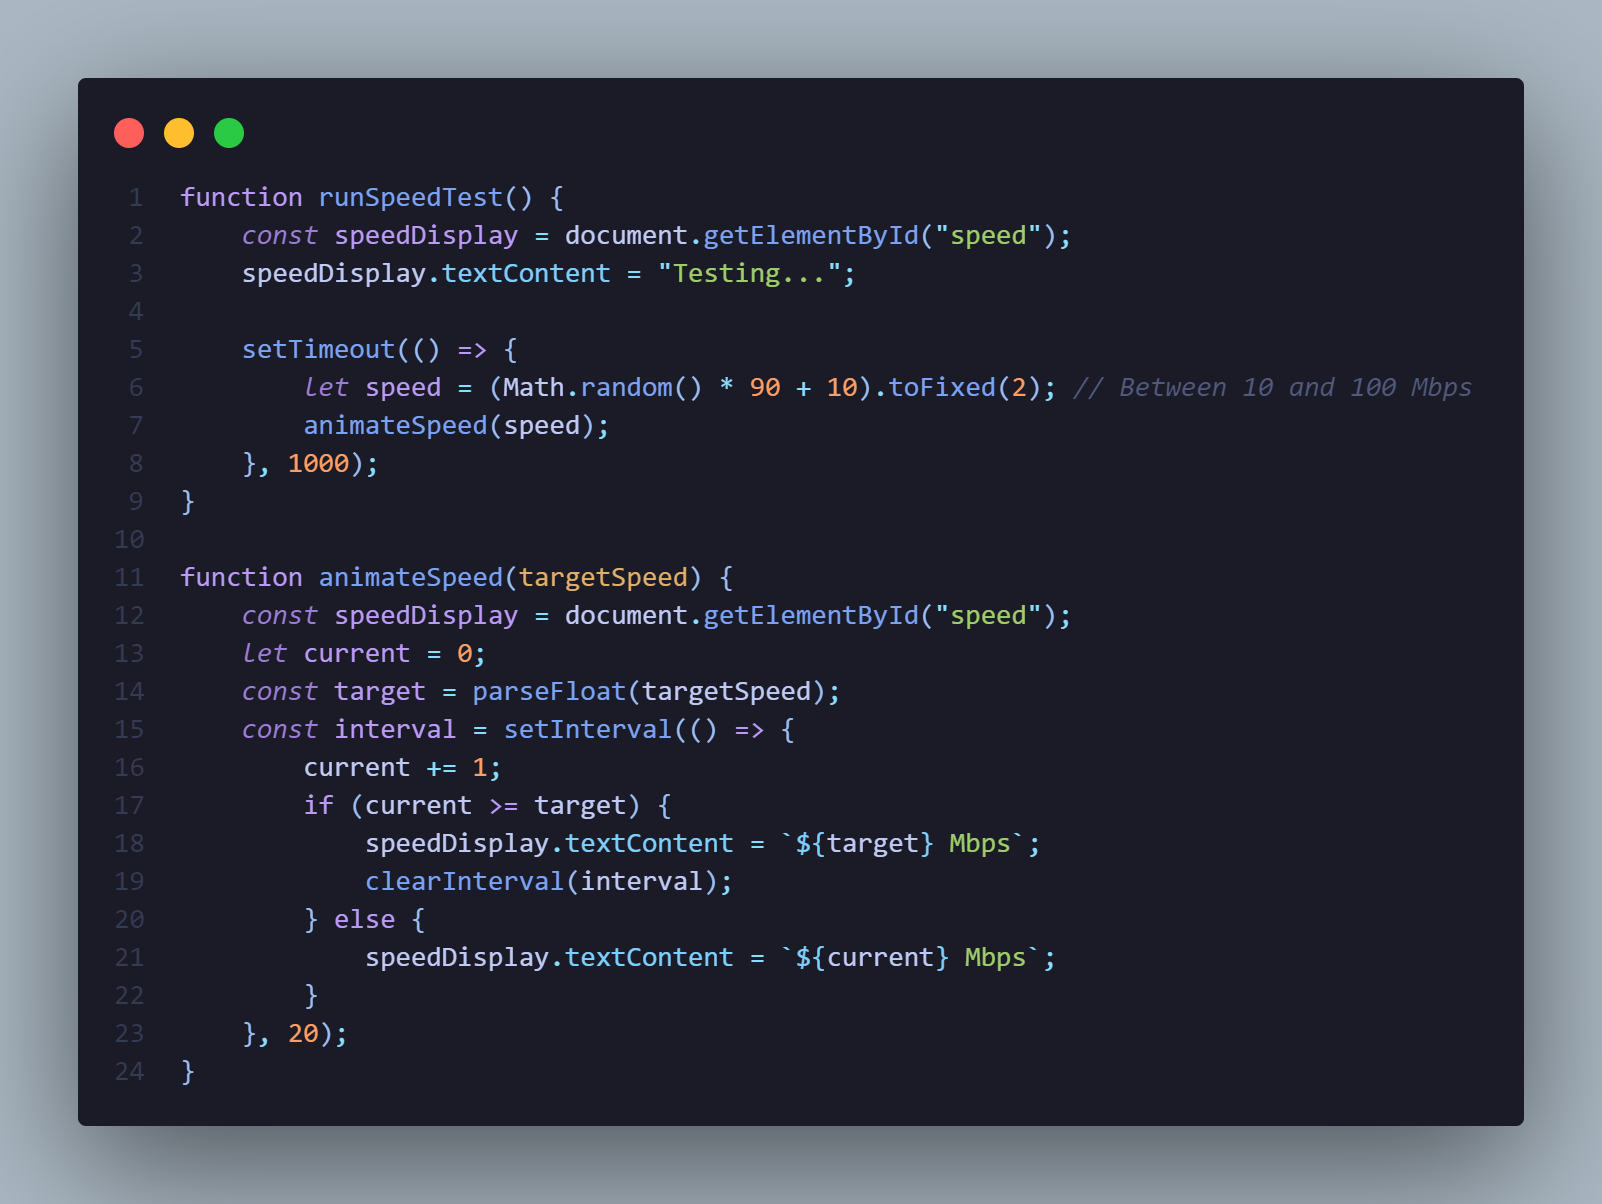 1 function runSpeedTest() {
2     const speedDisplay = document.getElementById("speed");
3     speedDisplay.textContent = "Testing...";
4
5     setTimeout(() => {
6         let speed = (Math.random() * 90 + 10).toFixed(2); // Between 10 and 100 Mbps
7         animateSpeed(speed);
8     }, 1000);
9 }
10
11 function animateSpeed(targetSpeed) {
12     const speedDisplay = document.getElementById("speed");
13     let current = 0;
14     const target = parseFloat(targetSpeed);
15     const interval = setInterval(() => {
16         current += 1;
17         if (current >= target) {
18             speedDisplay.textContent = `${target} Mbps`;
19             clearInterval(interval);
20         } else {
21             speedDisplay.textContent = `${current} Mbps`;
22         }
23     }, 20);
24 }